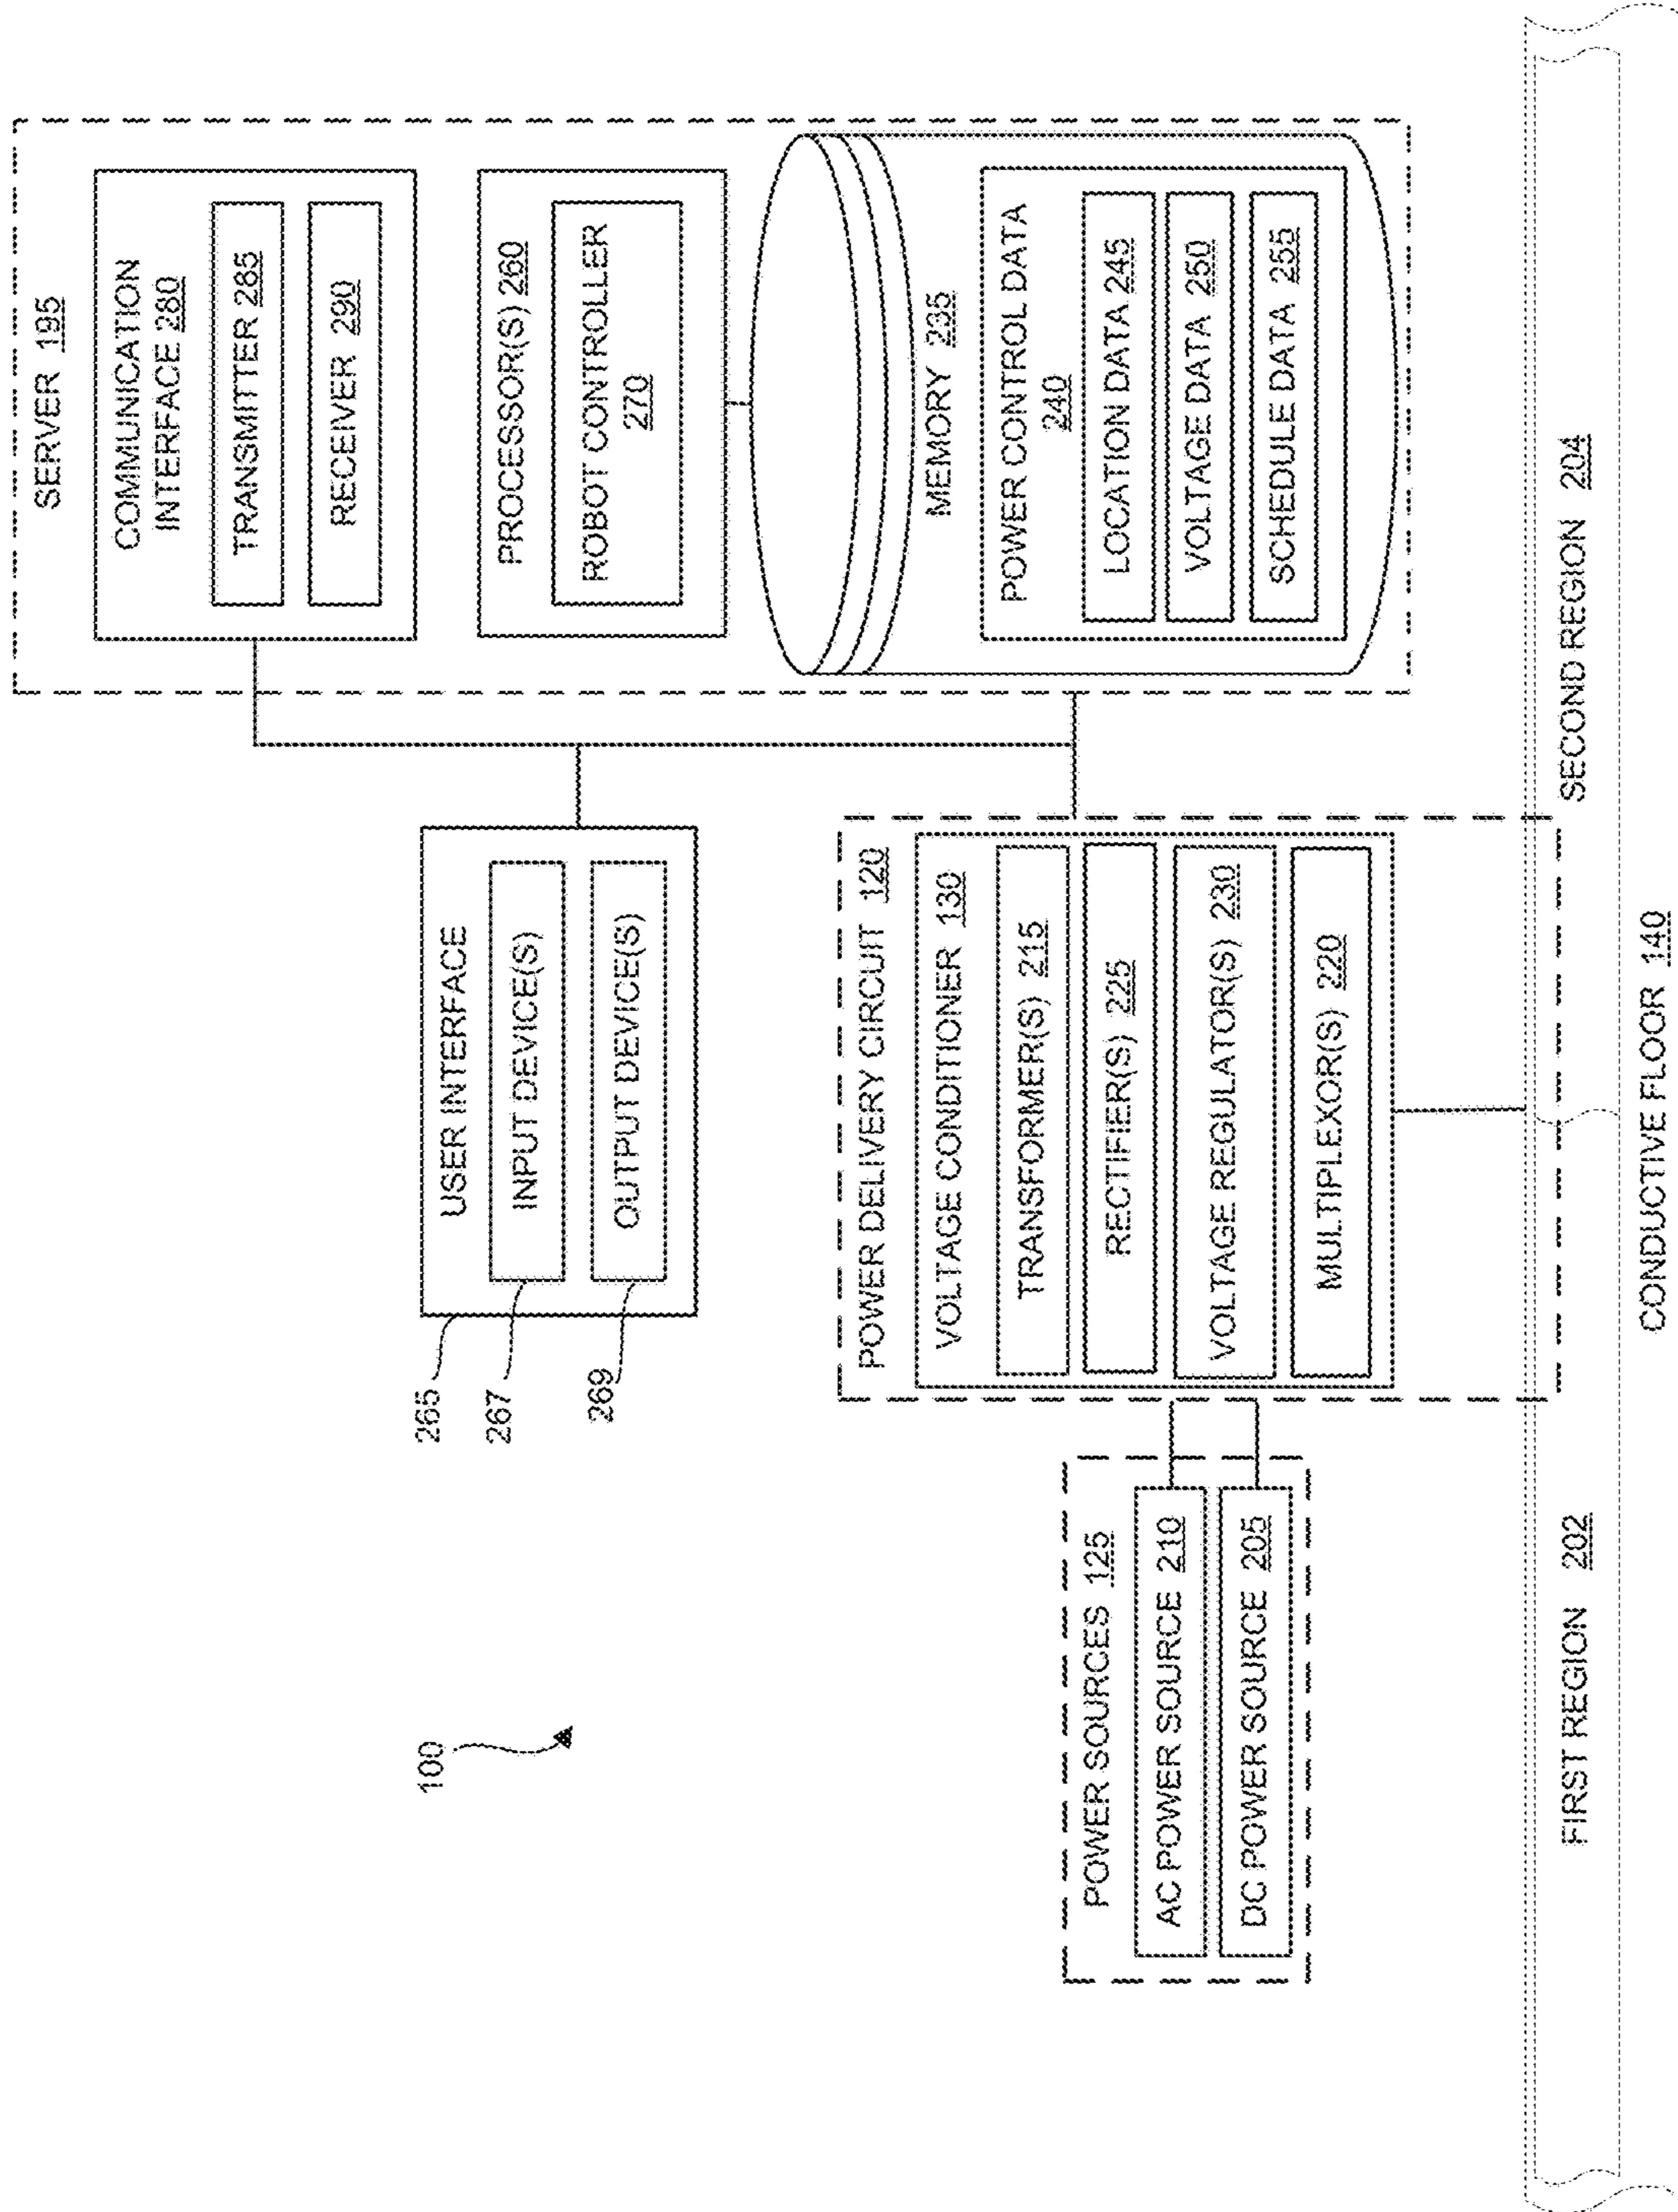 100
SERVER 195
COMMUNICATION
INTERFACE 280
TRANSMITTER 285
RECEIVER 290
PROCESSOR(S) 260
ROBOT CONTROLLER
270
MEMORY 235
POWER CONTROL DATA
240
LOCATION DATA 245
VOLTAGE DATA 250
SCHEDULE DATA 255
265
USER INTERFACE
267
INPUT DEVICE(S)
269
OUTPUT DEVICE(S)
POWER DELIVERY CIRCUIT 120
VOLTAGE CONDITIONER 130
TRANSFORMER(S) 215
RECTIFIER(S) 225
VOLTAGE REGULATOR(S) 230
MULTIPLEXOR(S) 220
POWER SOURCES 125
AC POWER SOURCE 210
DC POWER SOURCE 205
FIRST REGION 202
SECOND REGION 204
CONDUCTIVE FLOOR 140